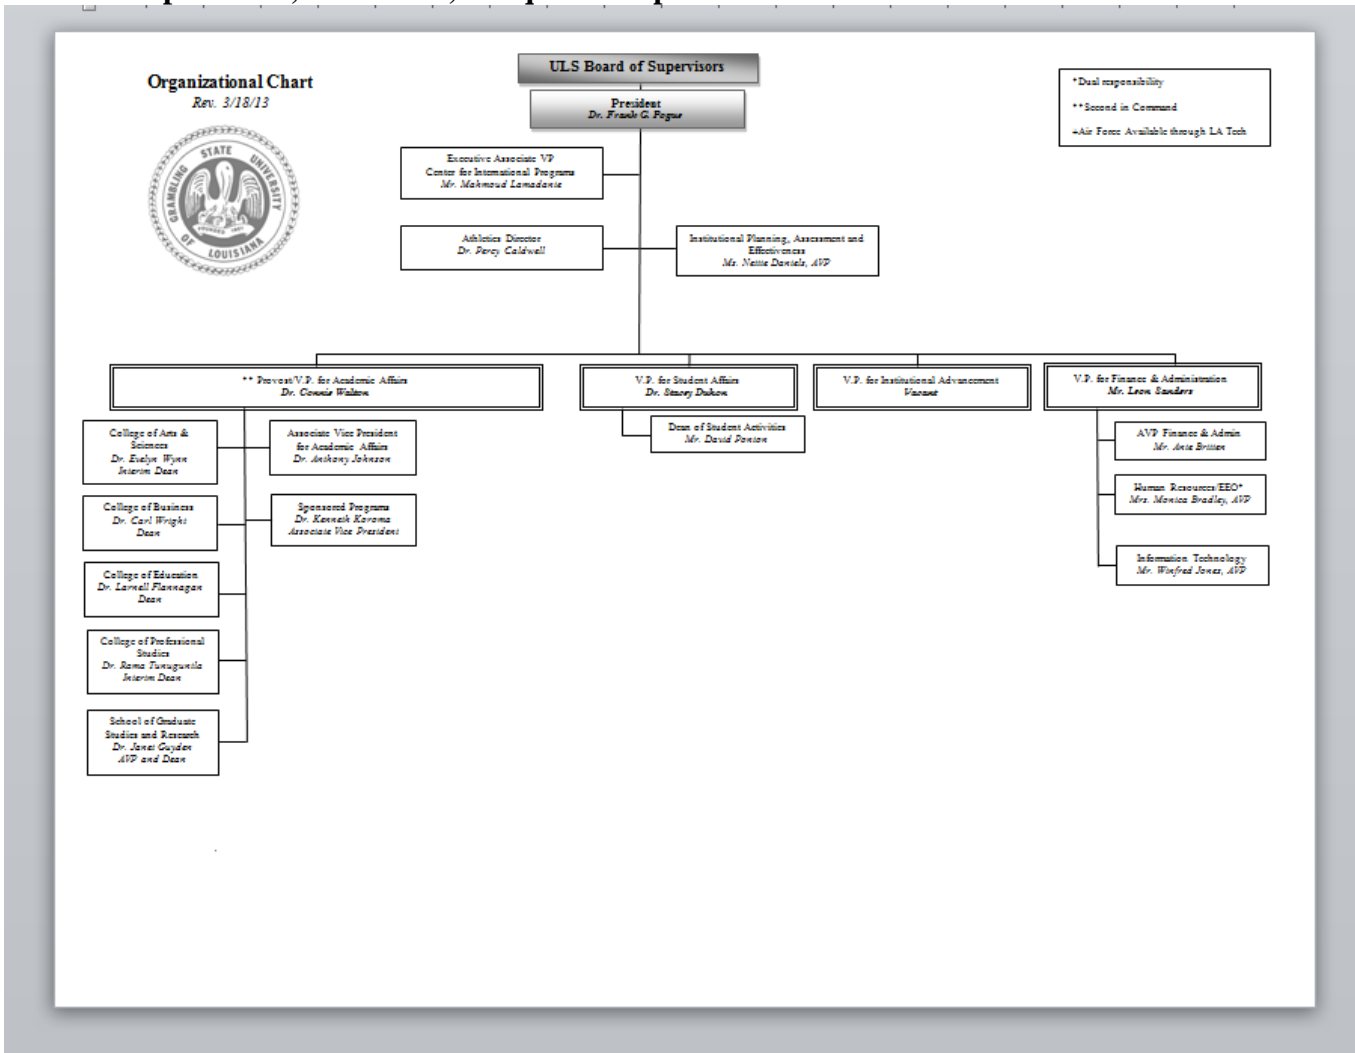 ULS Board of Supervisors
Organizational Chart
Rev. 3/18/13
President
Dr. Frank G. Pogue
*Dual responsibility
**Second in Command
+Air Force Available through LA Tech
GRAMBLING STATE UNIVERSITY
OF LOUISIANA
FOUNDED 1901
Executive Associate VP
Center for International Programs
Mr. Mahmoud Lamadanie
Athletics Director
Dr. Percy Caldwell
Institutional Planning, Assessment and
Effectiveness
Ms. Nettie Daniels, AVP
** Provost/V.P. for Academic Affairs
Dr. Connie Walton
V.P. for Student Affairs
Dr. Stacey Duhon
V.P. for Institutional Advancement
Vacant
V.P. for Finance & Administration
Mr. Leon Sanders
College of Arts &
Sciences
Dr. Evelyn Wynn
Interim Dean
Associate Vice President
for Academic Affairs
Dr. Anthony Johnson
Dean of Student Activities
Mr. David Ponton
AVP Finance & Admin
Mr. Ante Britten
College of Business
Dr. Carl Wright
Dean
Sponsored Programs
Dr. Kenneth Koroma
Associate Vice President
Human Resources/EEO*
Mrs. Monica Bradley, AVP
College of Education
Dr. Larnell Flannagan
Dean
Information Technology
Mr. Winfred Jones, AVP
College of Professional
Studies
Dr. Rama Tunuguntla
Interim Dean
School of Graduate
Studies and Research
Dr. Janet Guyden
AVP and Dean